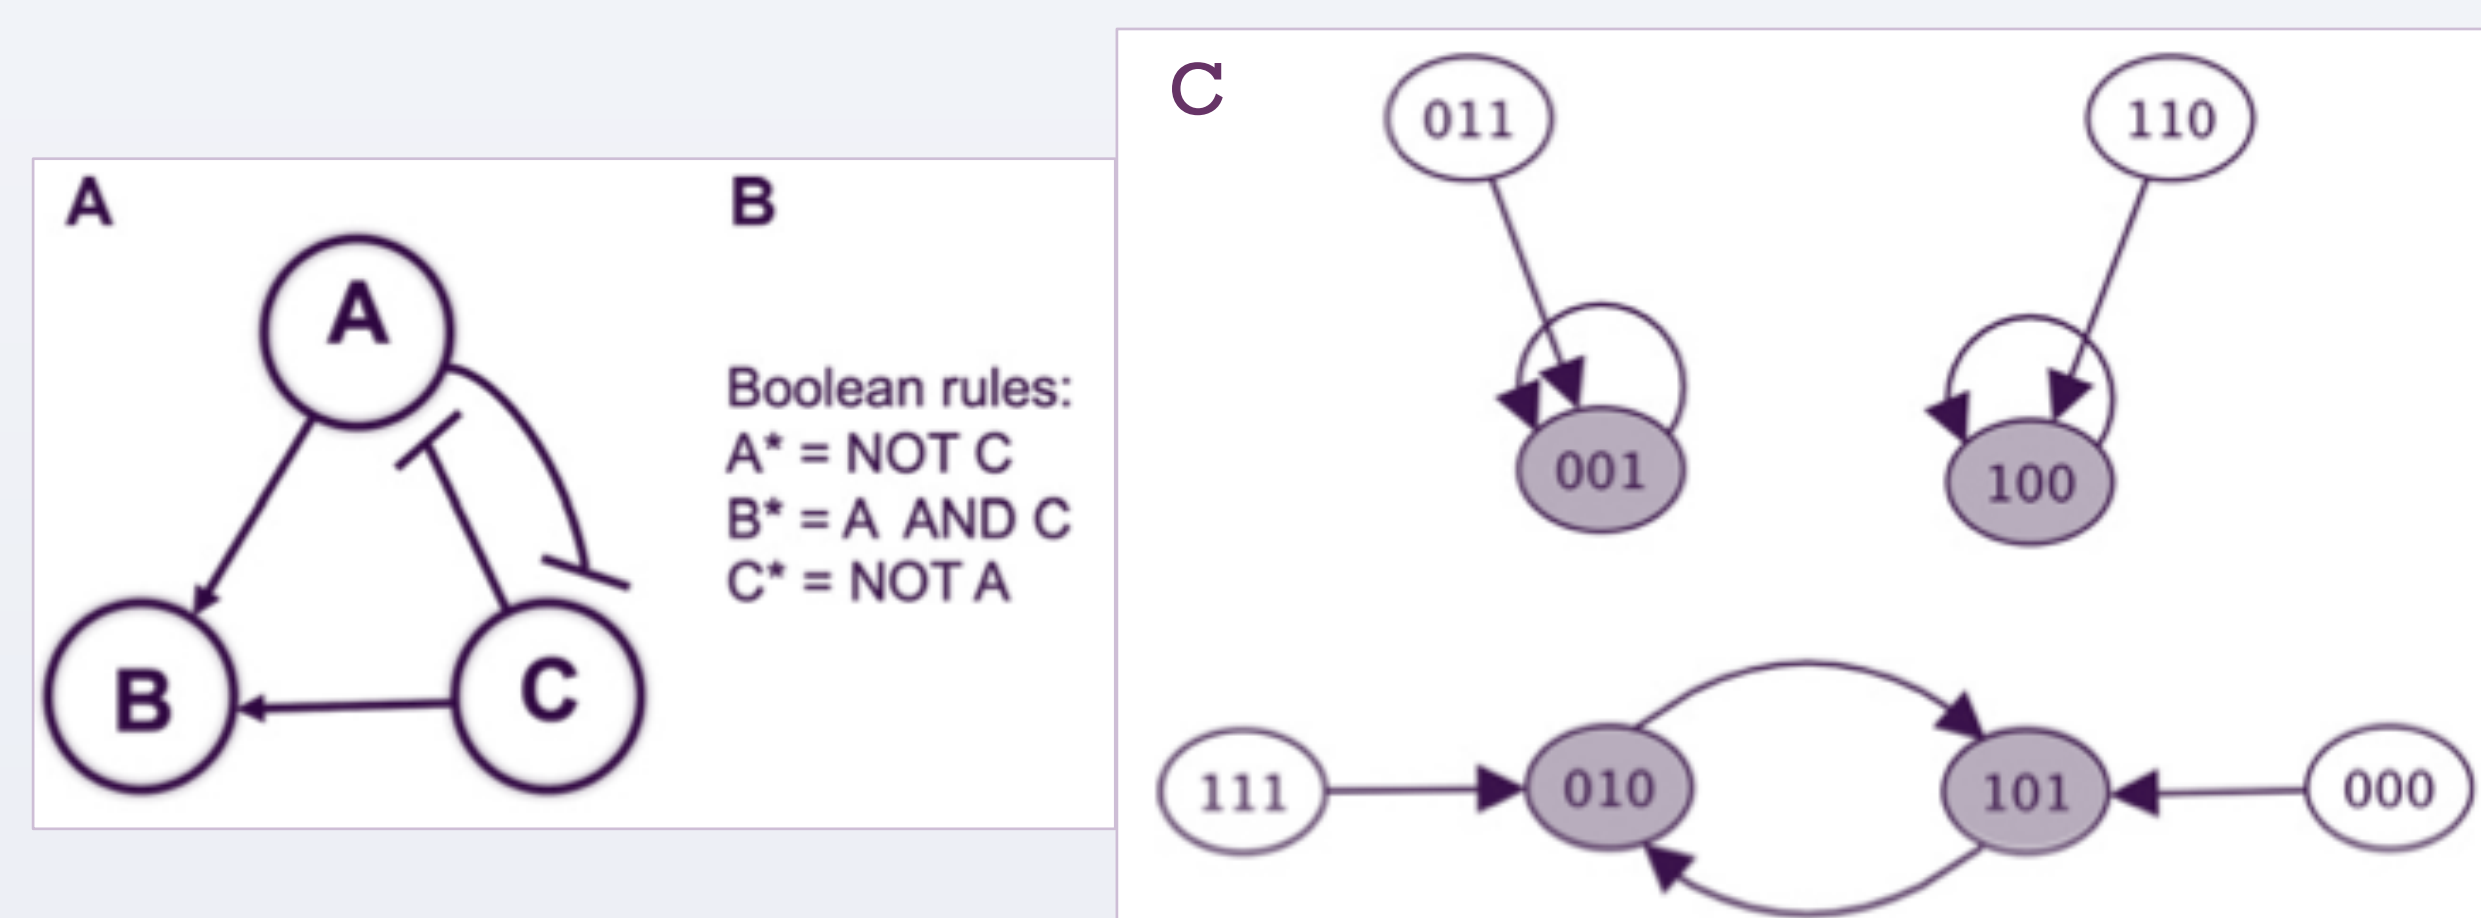 A
A
B
C
B
Boolean rules:
A* = NOT C
B* = A AND C
C* = NOT A
C
011
110
001
100
111
010
101
000